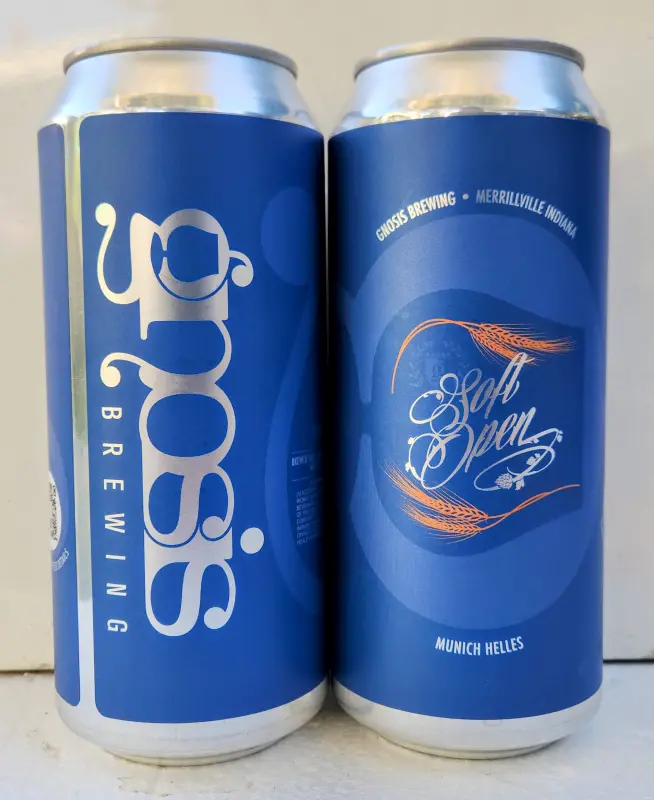 gnosis
BREWING
GNOSIS BREWING • MERRILLVILLE INDIANA
Soft
Open
MUNICH HELLES